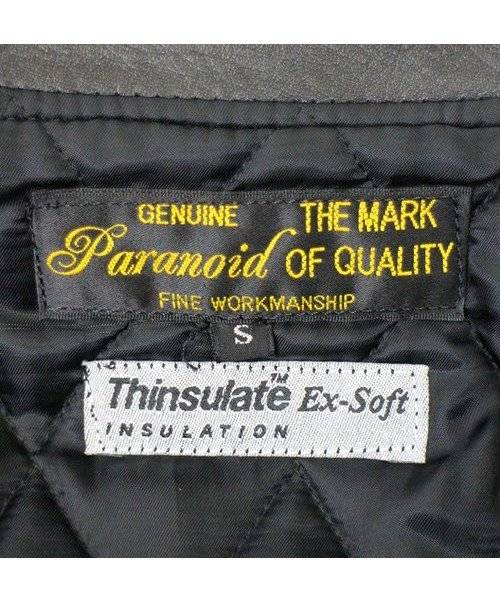 GENUINE THE MARK
Paranoid OF QUALITY
FINE WORKMANSHIP
S
Thinsulate™ Ex-Soft
INSULATION